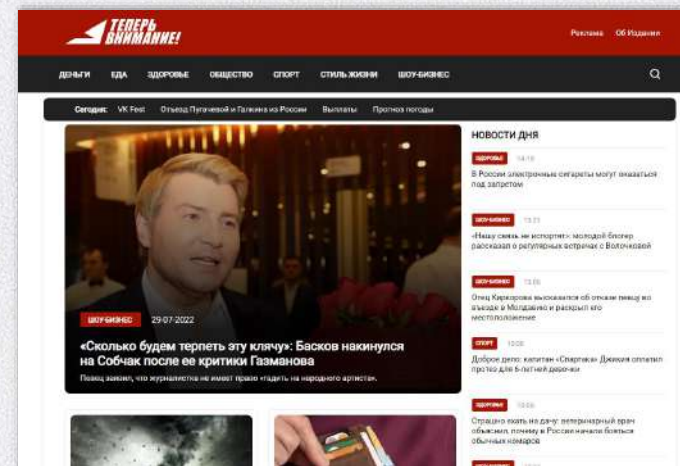 ТЕПЕРЬ
ВНИМАНИЕ!
Реклама Об Издании
ДЕНЬГИ ЕДА ЗДОРОВЬЕ ОБЩЕСТВО СПОРТ СТИЛЬ ЖИЗНИ ШОУ-БИЗНЕС
Сегодня: VK Fest Отъезд Пугачевой и Галкина из России Выплаты Прогноз погоды
ШОУ-БИЗНЕС 29-07-2022
«Сколько будем терпеть эту клячу»: Басков накинулся
на Собчак после ее критики Газманова
Певец заявил, что журналистка не имеет право «гадить на народного артиста».
НОВОСТИ ДНЯ
ЗДОРОВЬЕ
В России электронные сигареты могут оказаться
под запретом
ШОУ-БИЗНЕС
«Нашу связь не испортят»: молодой блогер
рассказал о регулярных встречах с Волочковой
ШОУ-БИЗНЕС
Отец Киркорова высказался об отказе певцу во
въезде в Молдавию и раскрыл его
местоположение
СПОРТ
Доброе дело: капитан «Спартака» Джикия оплатил
протез для 6-летней девочки
ЗДОРОВЬЕ
Страшно ехать на дачу: ветеринарный врач
объяснил, почему в России начали бояться
обычных комаров